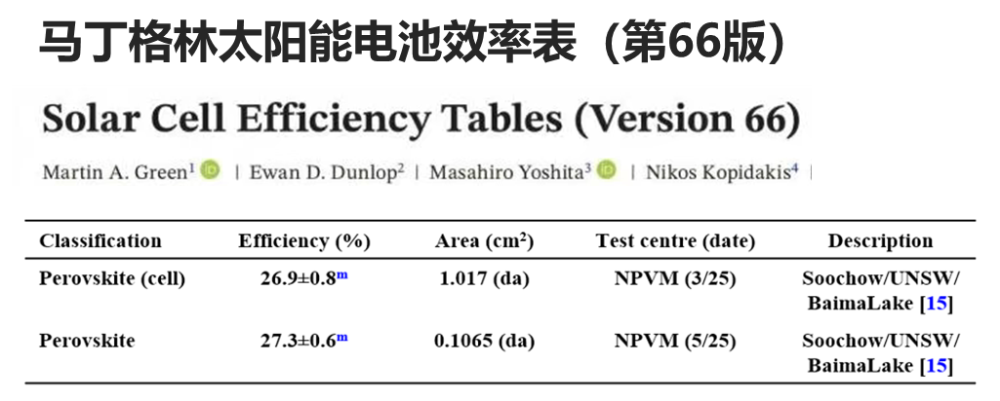 马丁格林太阳能电池效率表（第66版）
Solar Cell Efficiency Tables (Version 66)
Martin A. Green¹ iD | Ewan D. Dunlop² | Masahiro Yoshita³ iD | Nikos Kopidakis⁴ |
Classification Efficiency (%) Area (cm²) Test centre (date) Description
Perovskite (cell) 26.9±0.8ᵐ 1.017 (da) NPVM (3/25) Soochow/UNSW/
BaimaLake [15]
Perovskite 27.3±0.6ᵐ 0.1065 (da) NPVM (5/25) Soochow/UNSW/
BaimaLake [15]